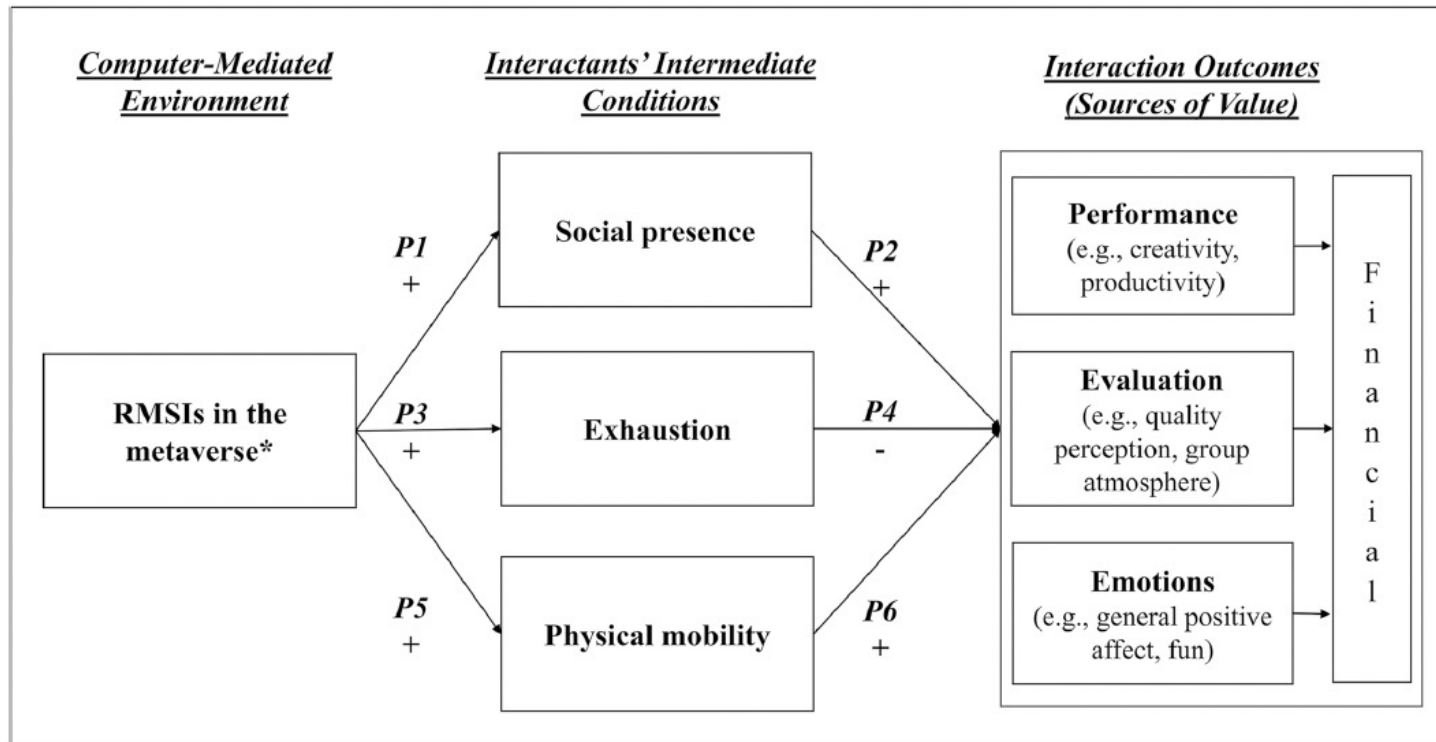 Computer-Mediated
Environment
Interactants' Intermediate
Conditions
Interaction Outcomes
(Sources of Value)
RMSIs in the
metaverse*
P1
+
P3
+
P5
+
Social presence
Exhaustion
Physical mobility
P2
+
P4
-
P6
+
Performance
(e.g., creativity,
productivity)
Evaluation
(e.g., quality
perception, group
atmosphere)
Emotions
(e.g., general positive
affect, fun)
F
i
n
a
n
c
i
a
l